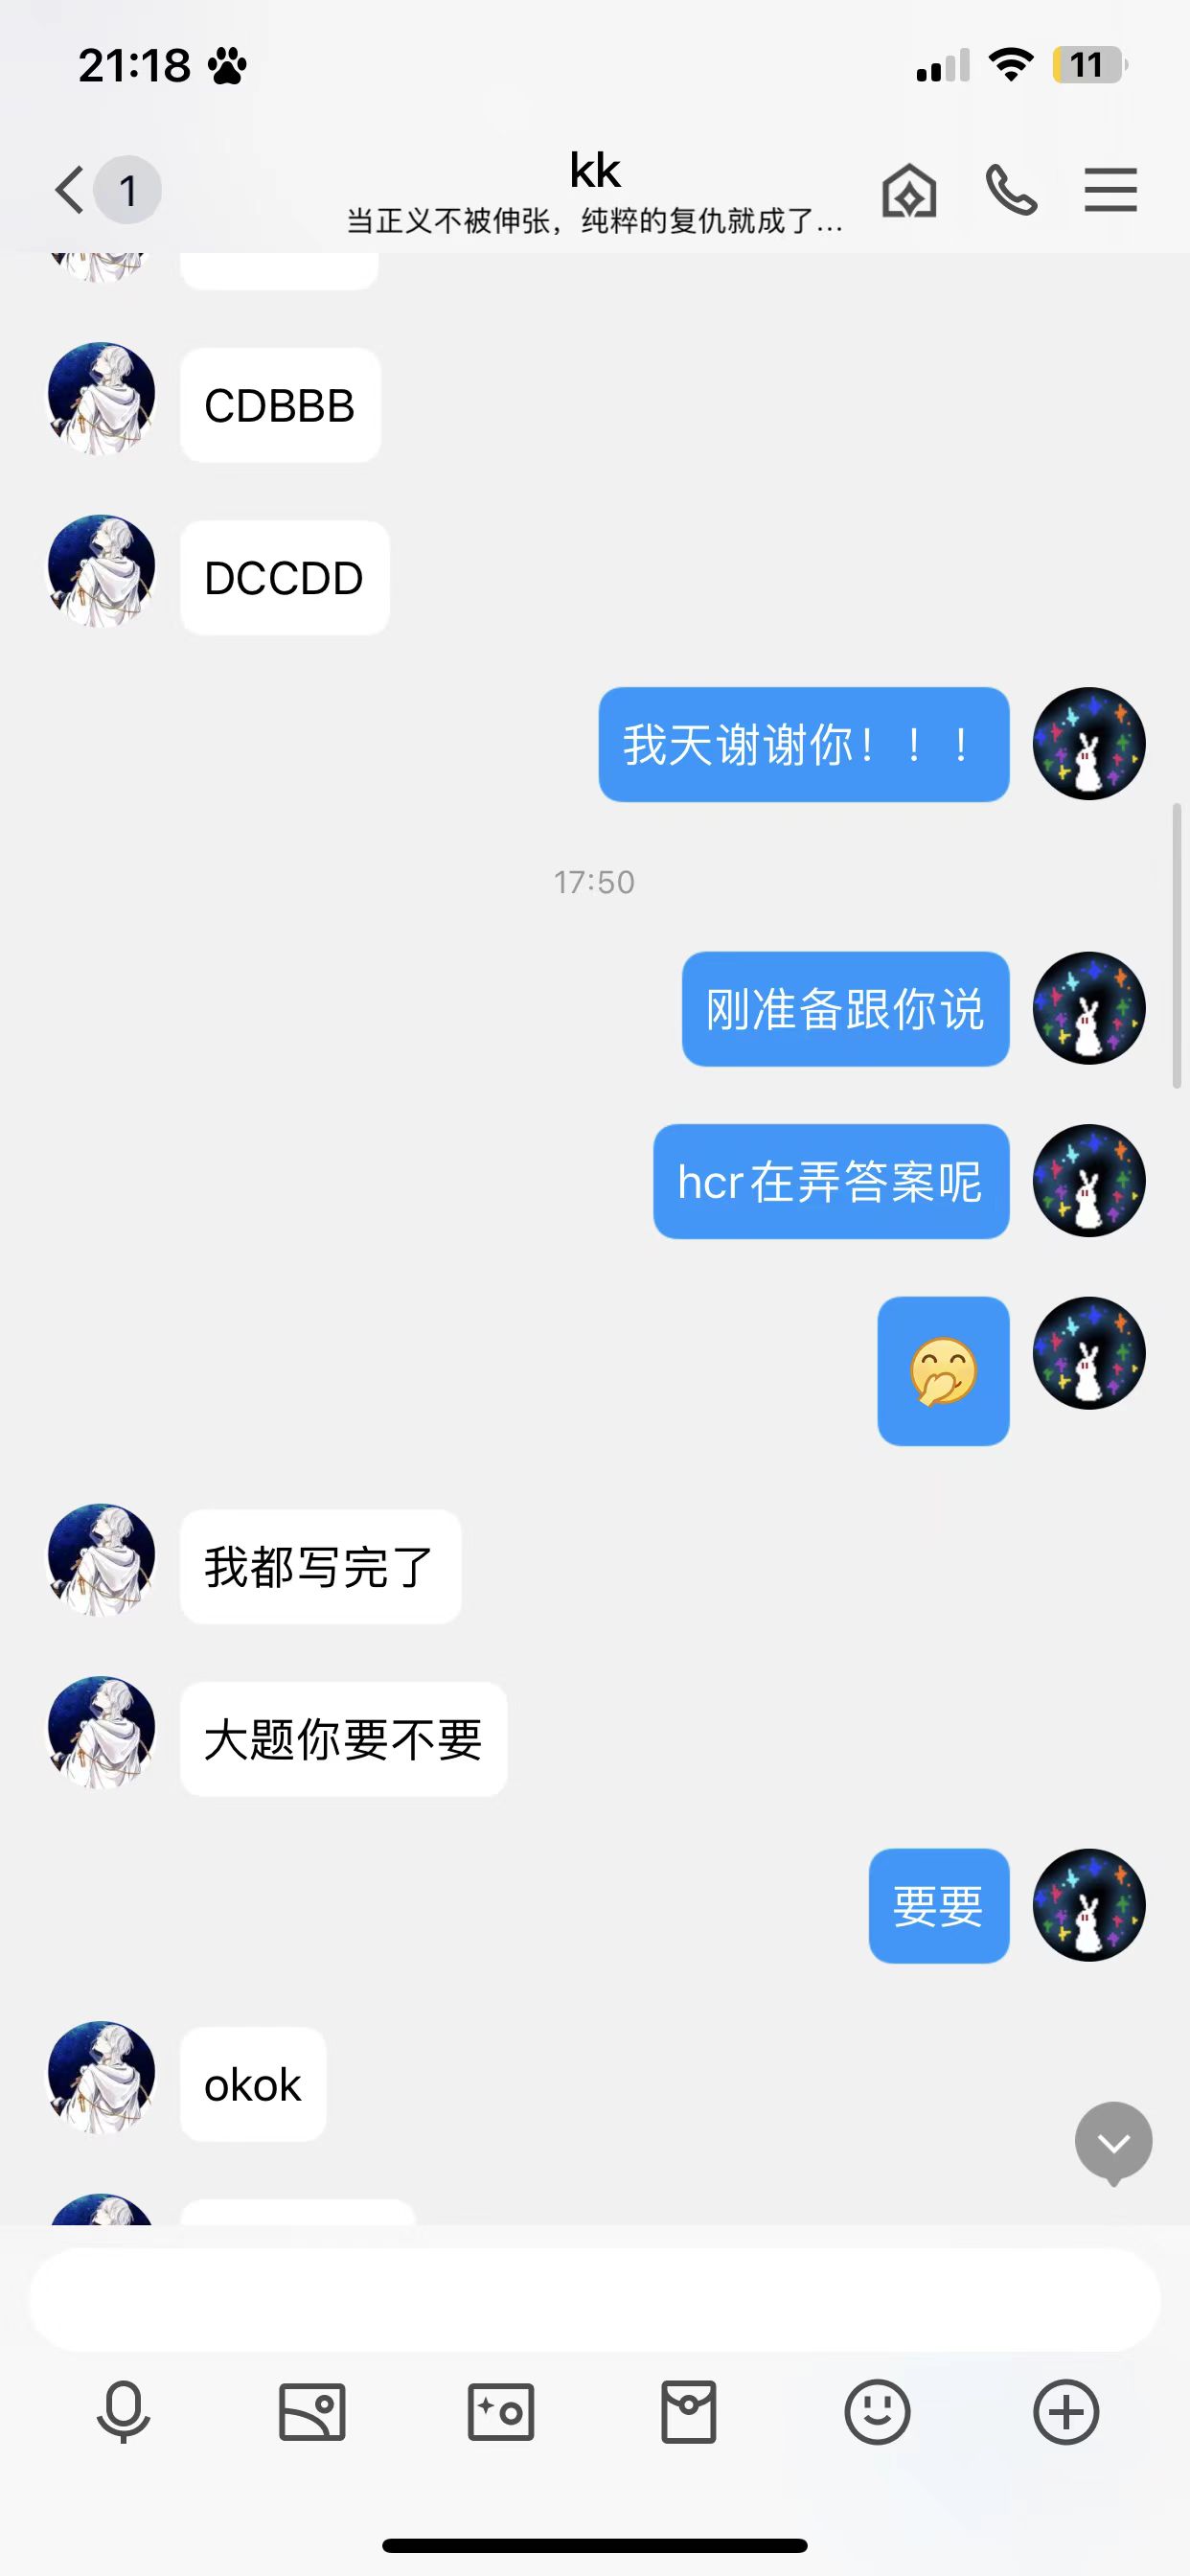 21:18
11
1
kk
当正义不被伸张，纯粹的复仇就成了...
CDBBB
DCCDD
我天谢谢你！！！
17:50
刚准备跟你说
hcr在弄答案呢
我都写完了
大题你要不要
要要
okok